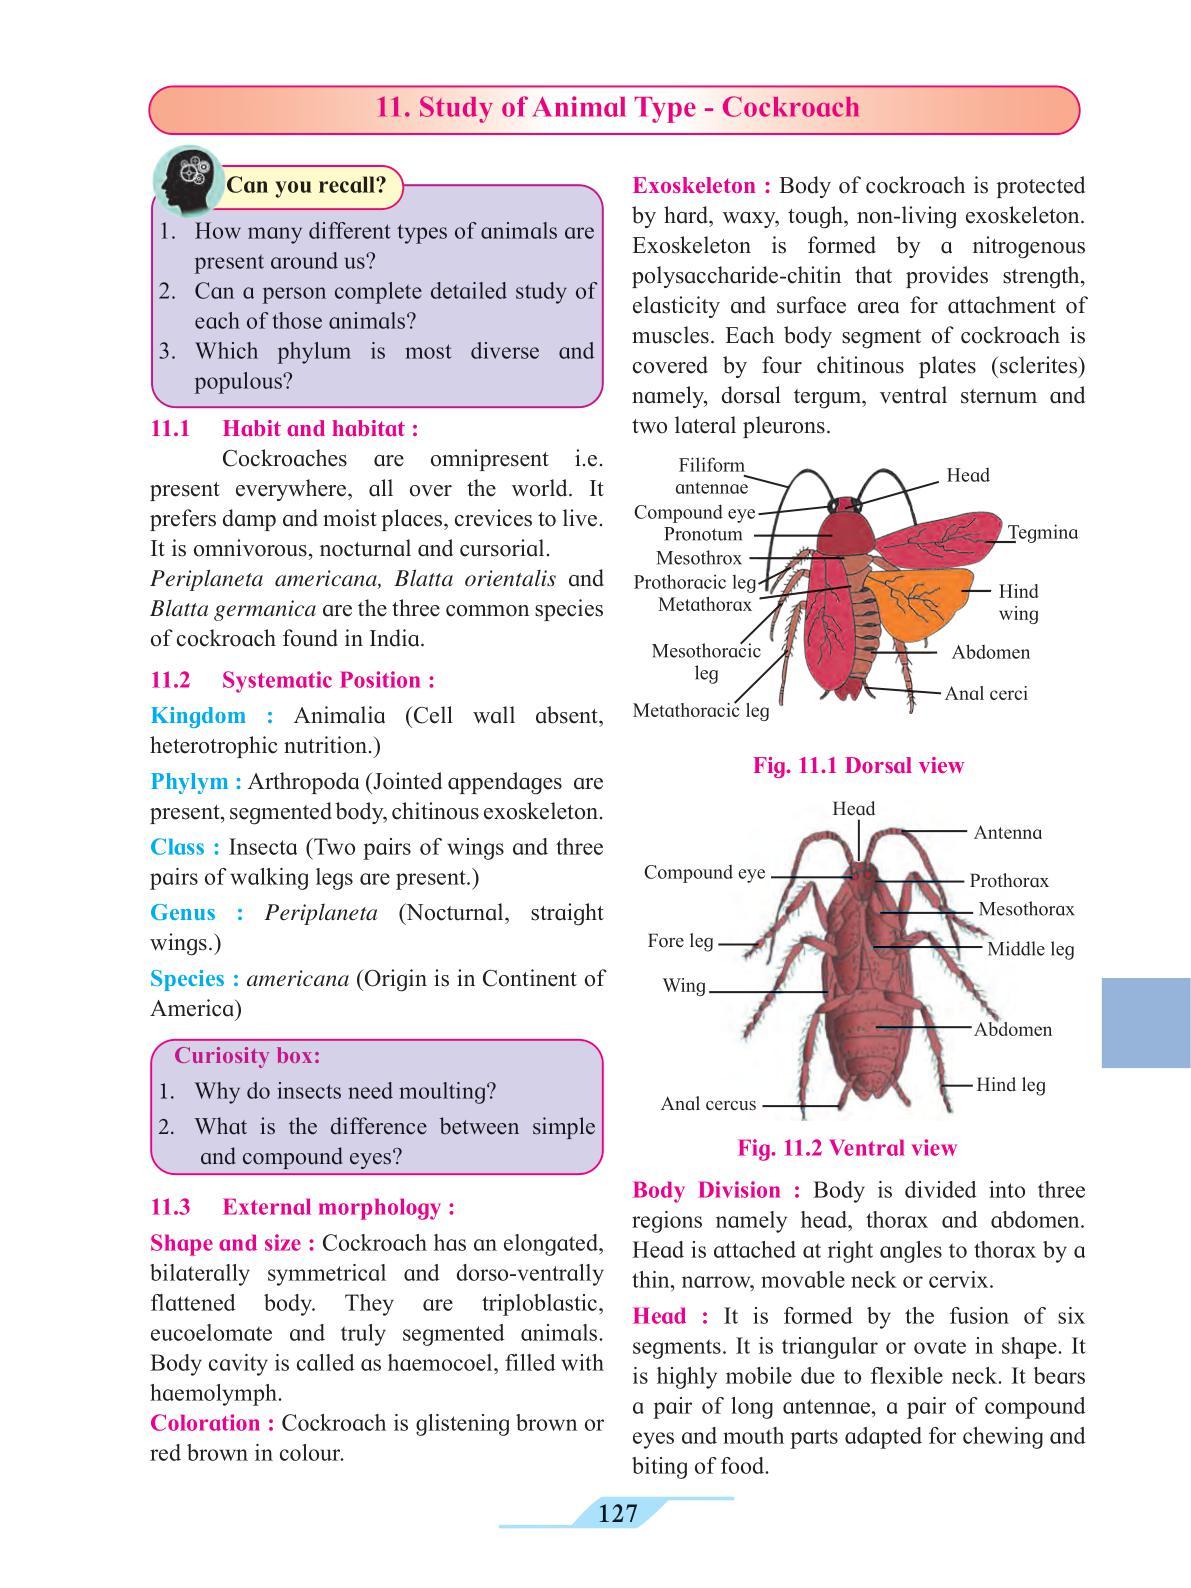 11. Study of Animal Type - Cockroach
Can you recall?
1. How many different types of animals are
present around us?
2. Can a person complete detailed study of
each of those animals?
3. Which phylum is most diverse and
populous?
11.1 Habit and habitat :
Cockroaches are omnipresent i.e.
present everywhere, all over the world. It
prefers damp and moist places, crevices to live.
It is omnivorous, nocturnal and cursorial.
Periplaneta americana, Blatta orientalis and
Blatta germanica are the three common species
of cockroach found in India.
11.2 Systematic Position :
Kingdom : Animalia (Cell wall absent,
heterotrophic nutrition.)
Phylym : Arthropoda (Jointed appendages are
present, segmented body, chitinous exoskeleton.
Class : Insecta (Two pairs of wings and three
pairs of walking legs are present.)
Genus : Periplaneta (Nocturnal, straight
wings.)
Species : americana (Origin is in Continent of
America)
Curiosity box:
1. Why do insects need moulting?
2. What is the difference between simple
and compound eyes?
11.3 External morphology :
Shape and size : Cockroach has an elongated,
bilaterally symmetrical and dorso-ventrally
flattened body. They are triploblastic,
eucoelomate and truly segmented animals.
Body cavity is called as haemocoel, filled with
haemolymph.
Coloration : Cockroach is glistening brown or
red brown in colour.
Exoskeleton : Body of cockroach is protected
by hard, waxy, tough, non-living exoskeleton.
Exoskeleton is formed by a nitrogenous
polysaccharide-chitin that provides strength,
elasticity and surface area for attachment of
muscles. Each body segment of cockroach is
covered by four chitinous plates (sclerites)
namely, dorsal tergum, ventral sternum and
two lateral pleurons.
Filiform
antennae
Head
Compound eye
Pronotum
Tegmina
Mesothrox
Prothoracic leg
Metathorax
Hind
wing
Mesothoracic
leg
Abdomen
Anal cerci
Metathoracic leg
Fig. 11.1 Dorsal view
Head
Antenna
Compound eye
Prothorax
Mesothorax
Fore leg
Middle leg
Wing
Abdomen
Hind leg
Anal cercus
Fig. 11.2 Ventral view
Body Division : Body is divided into three
regions namely head, thorax and abdomen.
Head is attached at right angles to thorax by a
thin, narrow, movable neck or cervix.
Head : It is formed by the fusion of six
segments. It is triangular or ovate in shape. It
is highly mobile due to flexible neck. It bears
a pair of long antennae, a pair of compound
eyes and mouth parts adapted for chewing and
biting of food.
127